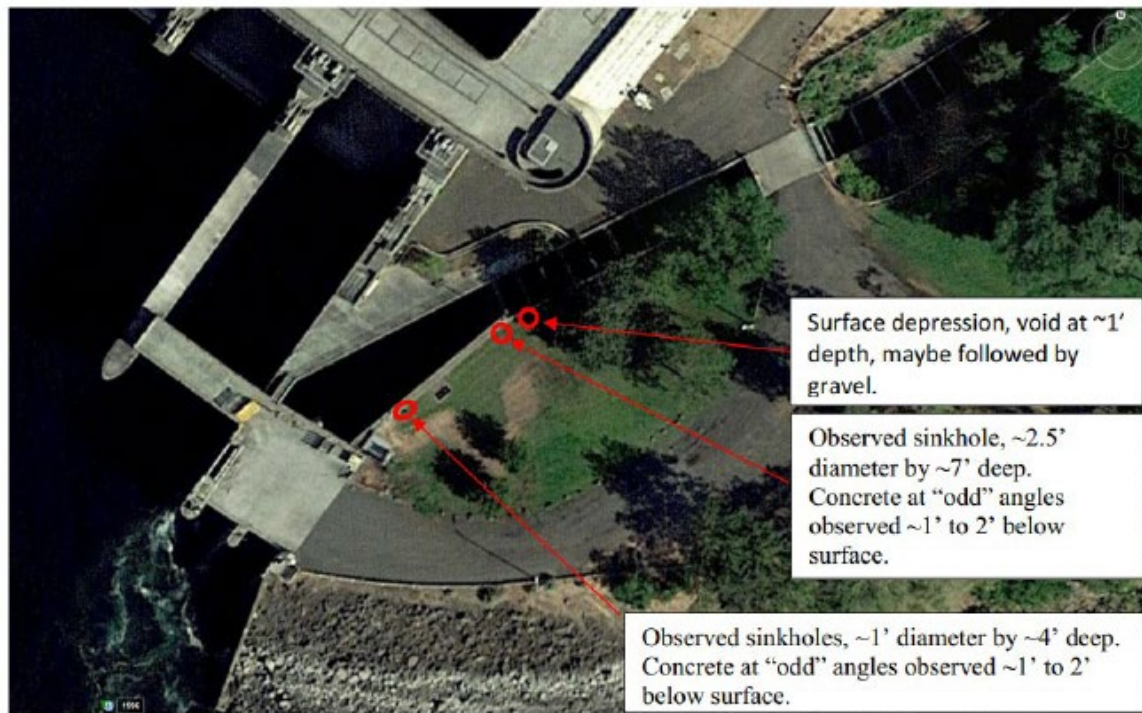 Surface depression, void at ~1'
depth, maybe followed by
gravel.
Observed sinkhole, ~2.5'
diameter by ~7' deep.
Concrete at “odd” angles
observed ~1' to 2' below
surface.
Observed sinkholes, ~1' diameter by ~4' deep.
Concrete at “odd” angles observed ~1' to 2'
below surface.